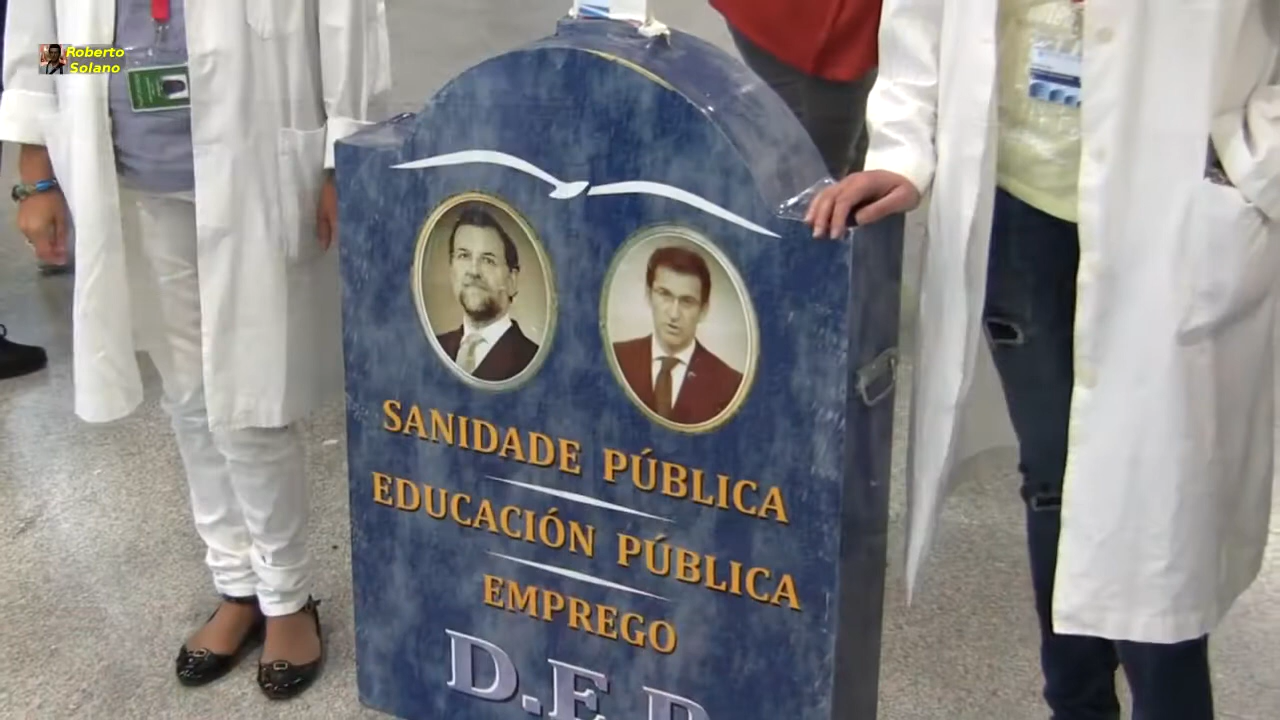 Roberto
Solano
SANIDADE PÚBLICA
EDUCACIÓN PÚBLICA
EMPREGO
D.E.P